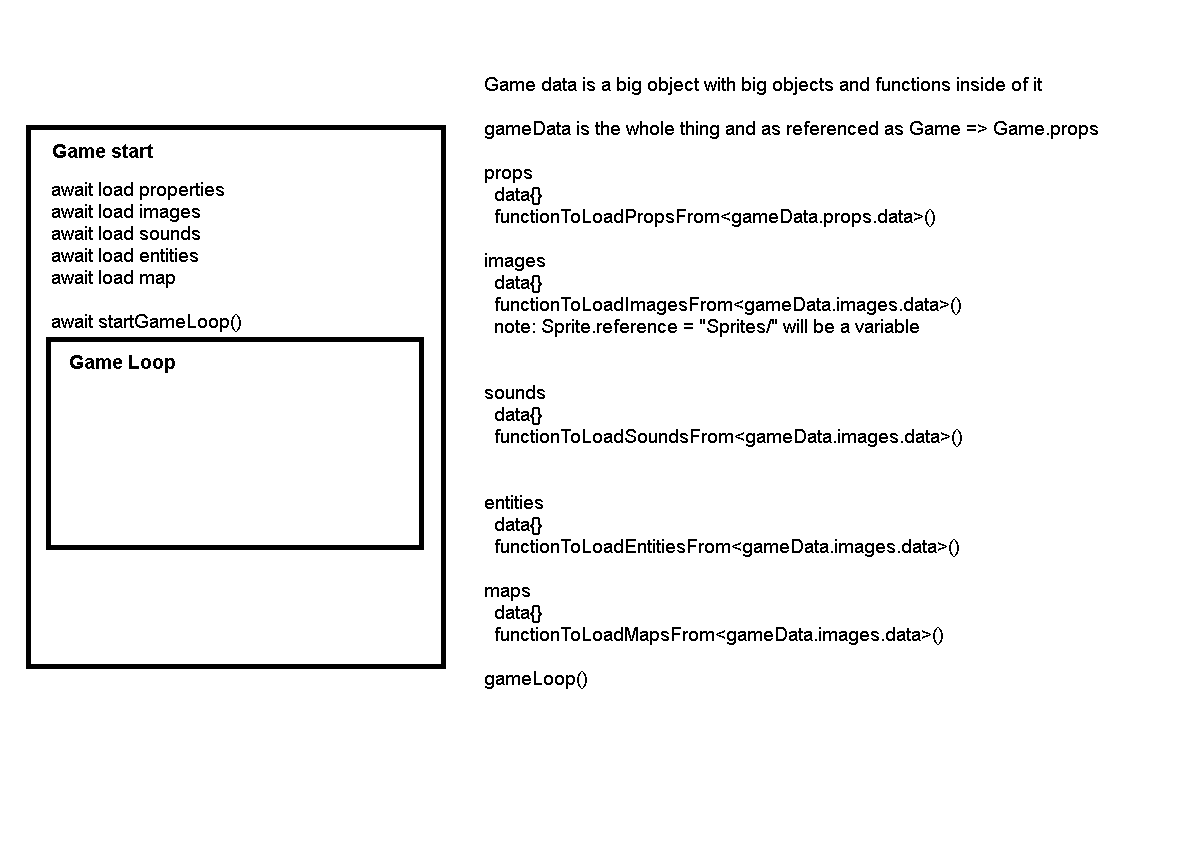 Game start
await load properties
await load images
await load sounds
await load entities
await load map
await startGameLoop()
Game Loop
Game data is a big object with big objects and functions inside of it
gameData is the whole thing and as referenced as Game => Game.props
props
data{}
functionToLoadPropsFrom<gameData.props.data>()
images
data{}
functionToLoadImagesFrom<gameData.images.data>()
note: Sprite.reference = "Sprites/" will be a variable
sounds
data{}
functionToLoadSoundsFrom<gameData.images.data>()
entities
data{}
functionToLoadEntitiesFrom<gameData.images.data>()
maps
data{}
functionToLoadMapsFrom<gameData.images.data>()
gameLoop()